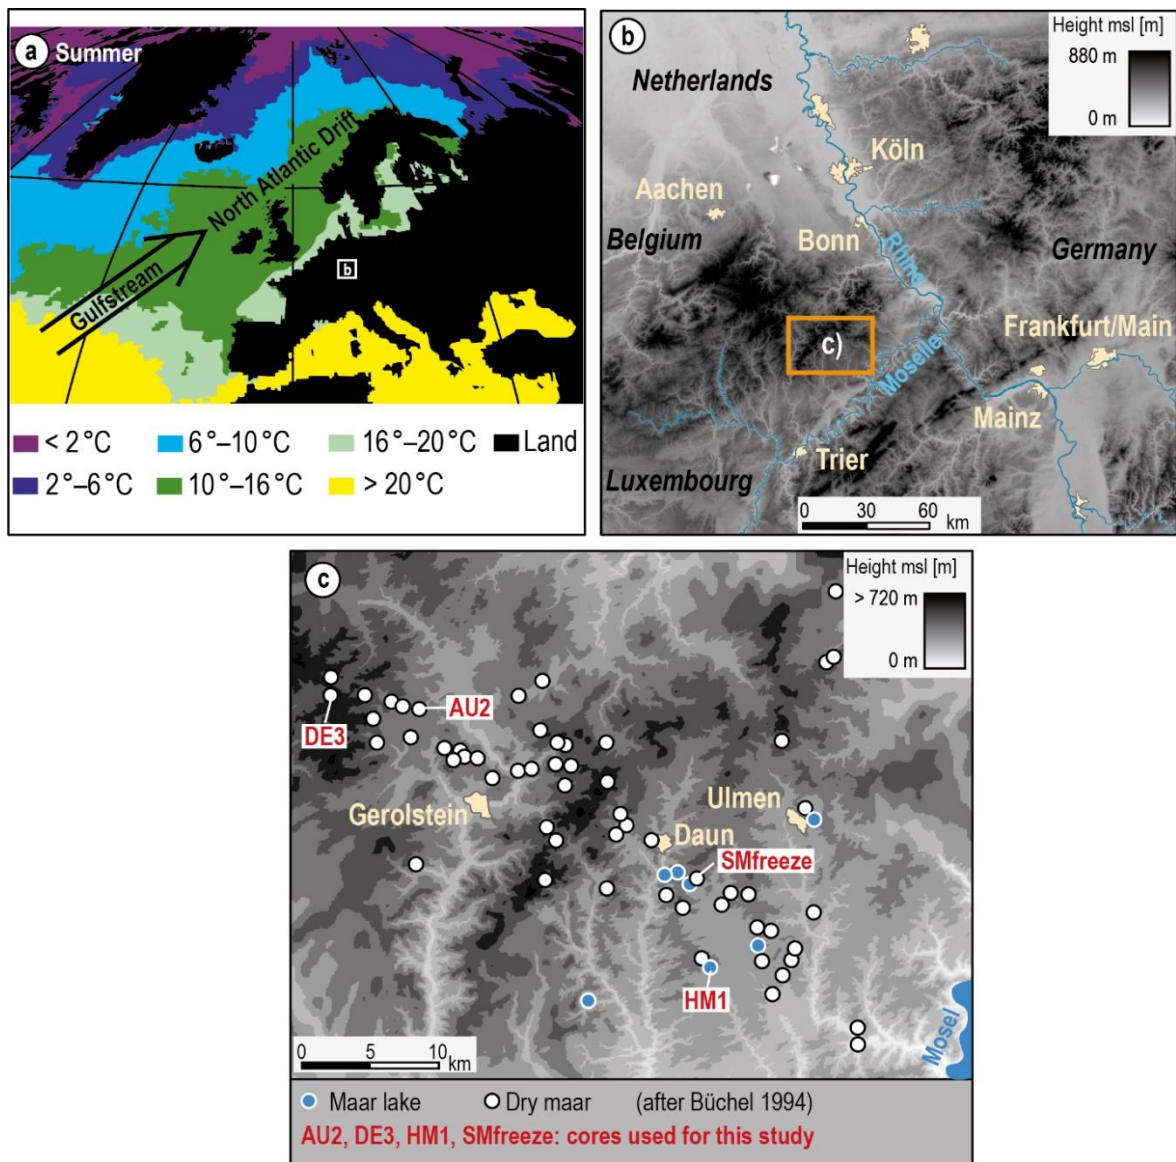 a Summer
North Atlantic Drift
Gulfstream
b
< 2 °C
6°–10 °C
16°–20 °C
Land
2°–6 °C
10°–16 °C
> 20 °C
b
Height msl [m]
880 m
0 m
Netherlands
Köln
Aachen
Belgium
Bonn
Rhine
Germany
c)
Frankfurt/Main
Moselle
Mainz
Trier
Luxembourg
0 30 60
km
c
Height msl [m]
> 720 m
0 m
DE3
AU2
Gerolstein
Ulmen
Daun
SMfreeze
HM1
Mosel
0 5 10
km
Maar lake
Dry maar
(after Büchel 1994)
AU2, DE3, HM1, SMfreeze: cores used for this study